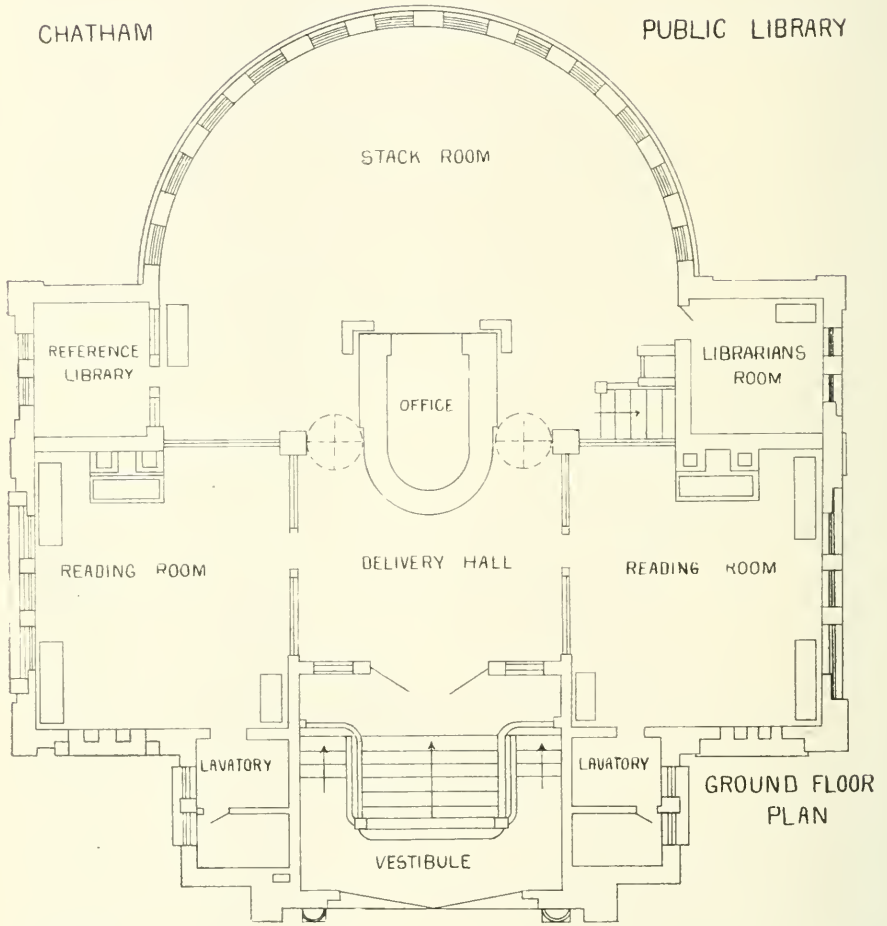 CHATHAM
PUBLIC LIBRARY
STACK ROOM
REFERENCE
LIBRARY
LIBRARIANS
ROOM
OFFICE
READING ROOM
DELIVERY HALL
READING ROOM
LAVATORY
LAVATORY
GROUND FLOOR
PLAN
VESTIBULE